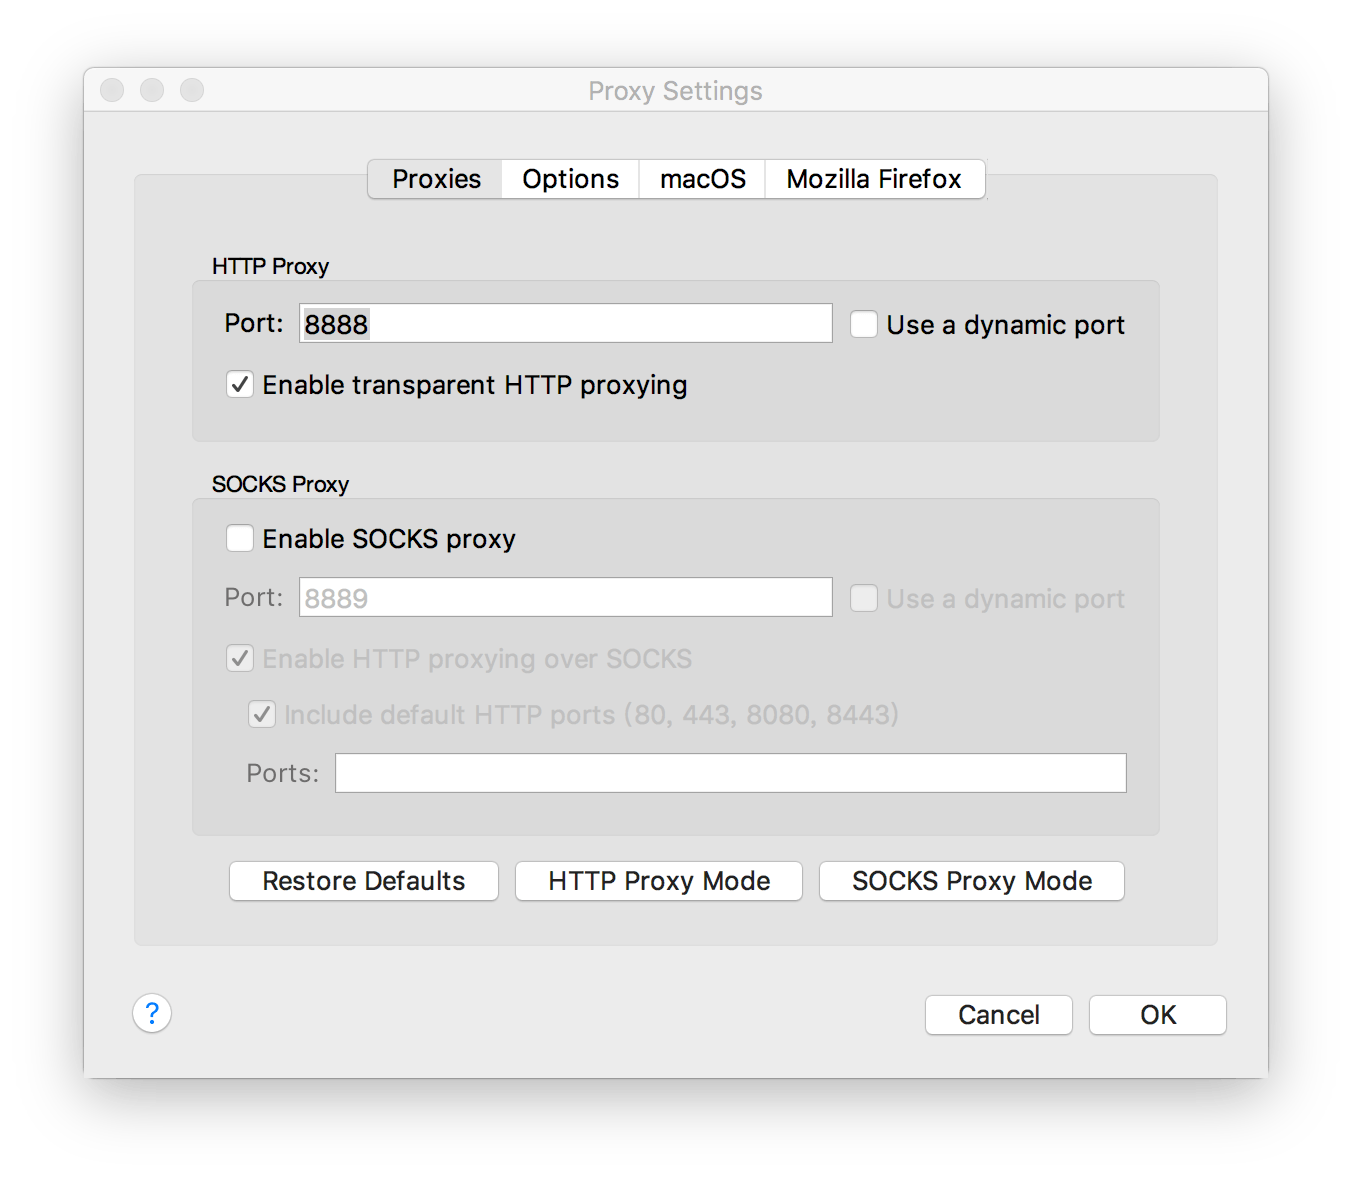 Proxy Settings
Proxies Options macOS Mozilla Firefox
HTTP Proxy
Port: 8888 Use a dynamic port
Enable transparent HTTP proxying
SOCKS Proxy
Enable SOCKS proxy
Port: 8889 Use a dynamic port
Enable HTTP proxying over SOCKS
Include default HTTP ports (80, 443, 8080, 8443)
Ports:
Restore Defaults HTTP Proxy Mode SOCKS Proxy Mode
? Cancel OK